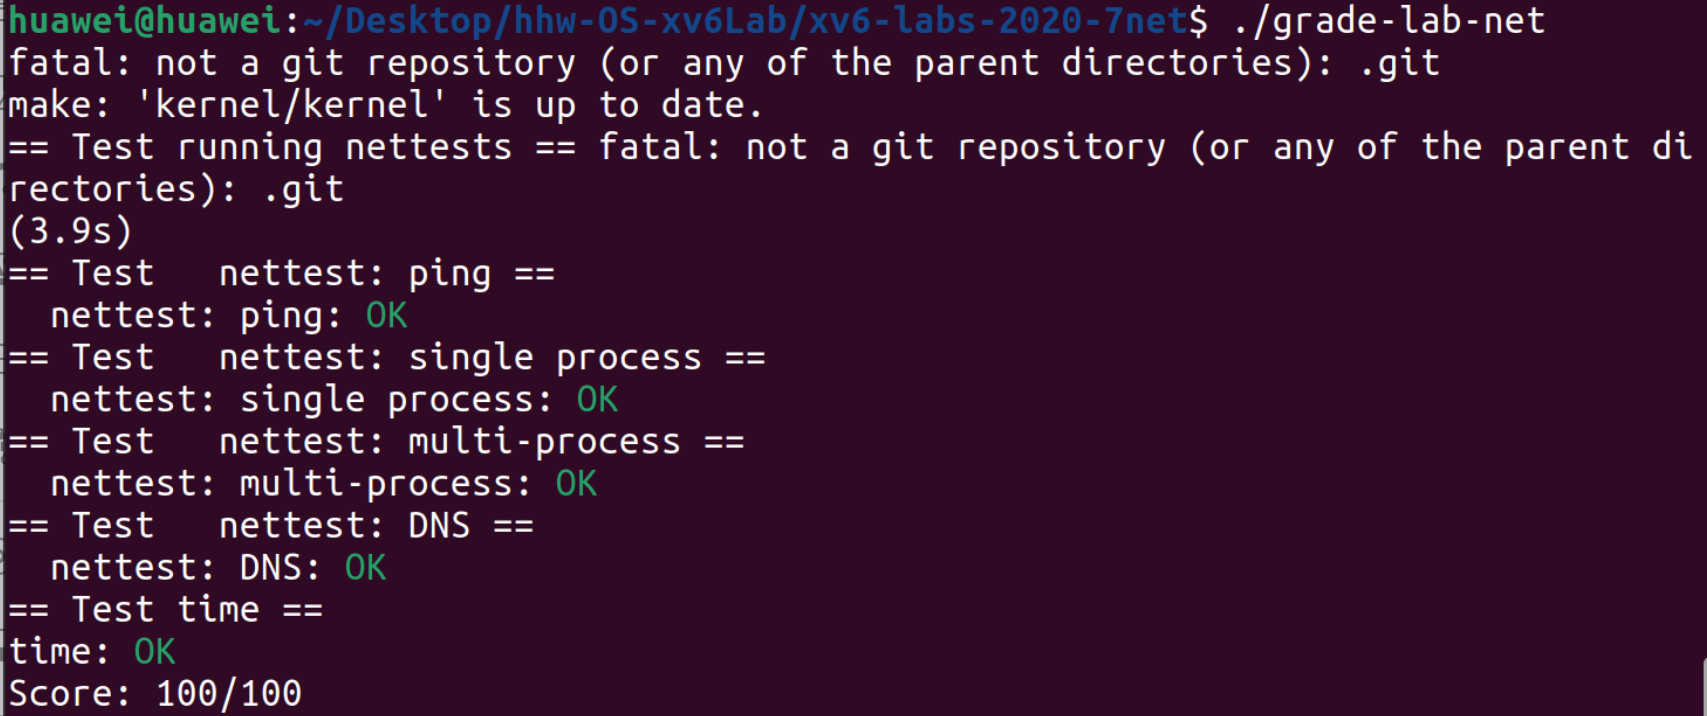 huawei@huawei:~/Desktop/hhw-OS-xv6Lab/xv6-labs-2020-7net$ ./grade-lab-net
fatal: not a git repository (or any of the parent directories): .git
make: 'kernel/kernel' is up to date.
== Test running nettests == fatal: not a git repository (or any of the parent di
rectories): .git
(3.9s)
== Test   nettest: ping ==
  nettest: ping: OK
== Test   nettest: single process ==
  nettest: single process: OK
== Test   nettest: multi-process ==
  nettest: multi-process: OK
== Test   nettest: DNS ==
  nettest: DNS: OK
== Test time ==
time: OK
Score: 100/100